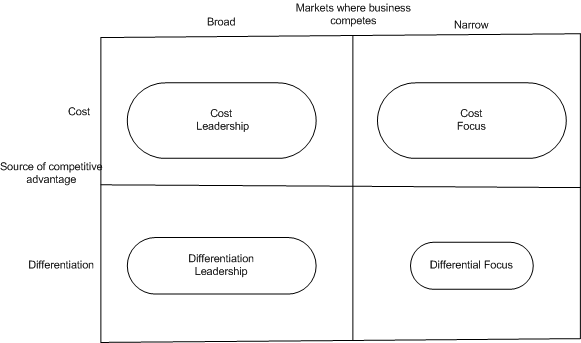 Markets where business
competes
Broad
Narrow
Cost
Cost
Leadership
Cost
Focus
Source of competitive
advantage
Differentiation
Differentiation
Leadership
Differential Focus